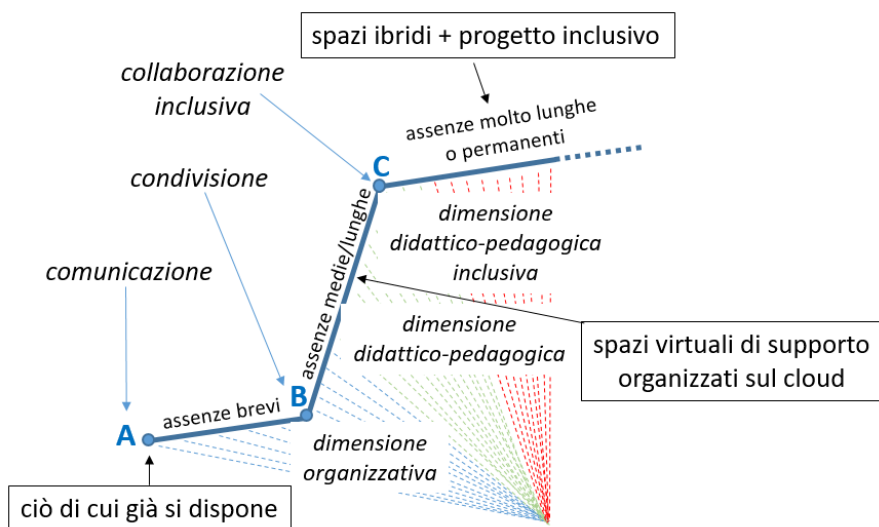 spazi ibridi + progetto inclusivo
collaborazione
inclusiva
assenze molto lunghe
o permanenti
C
condivisione
assenze medie/lunghe
dimensione
didattico-pedagogica
inclusiva
comunicazione
dimensione
didattico-pedagogica
spazi virtuali di supporto
organizzati sul cloud
B
assenze brevi
A
dimensione
organizzativa
ciò di cui già si dispone